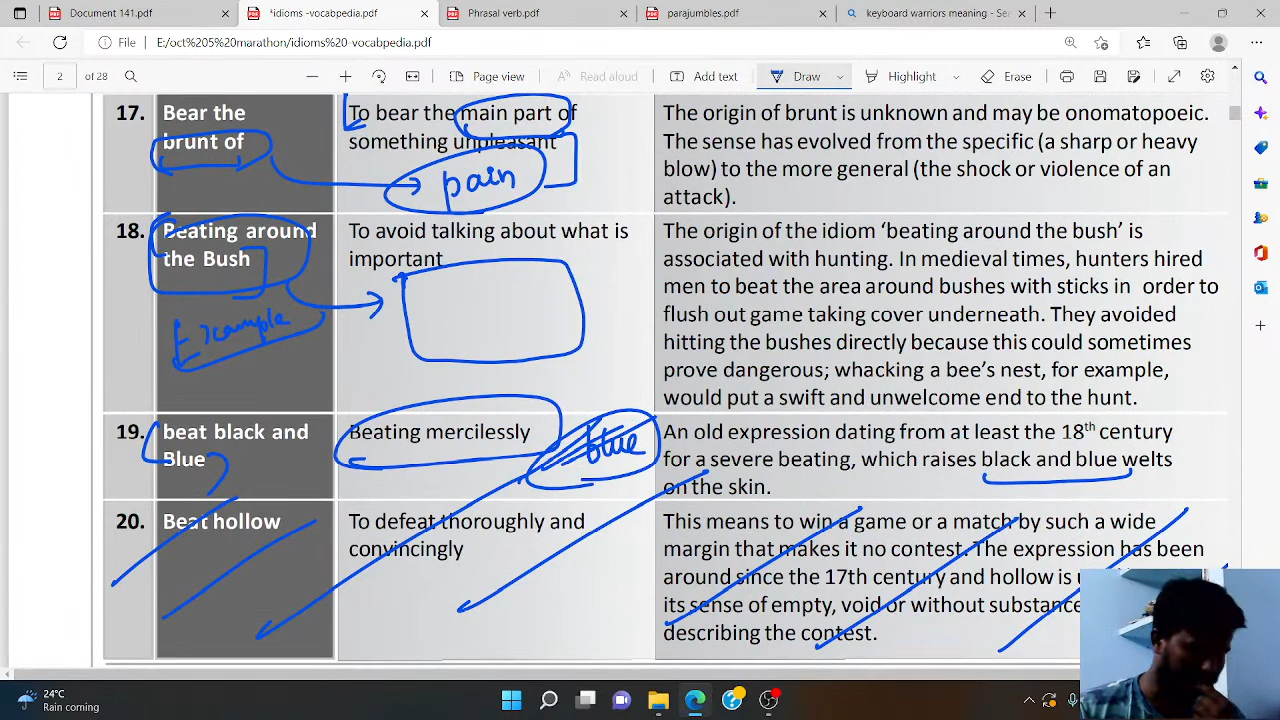 Document 141.pdf
*idioms -vocabpedia.pdf
Phrasal verb.pdf
parajumbles.pdf
keyboard warriors meaning - Se
File E:/oct%205%20marathon/idioms%20-vocabpedia.pdf
2 of 28
Page view
Read aloud
Add text
Draw
Highlight
Erase
17. Bear the
brunt of
To bear the main part of
something unpleasant
pain
The origin of brunt is unknown and may be onomatopoeic.
The sense has evolved from the specific (a sharp or heavy
blow) to the more general (the shock or violence of an
attack).
18. Beating around
the Bush
Example
To avoid talking about what is
important
The origin of the idiom ‘beating around the bush’ is
associated with hunting. In medieval times, hunters hired
men to beat the area around bushes with sticks in order to
flush out game taking cover underneath. They avoided
hitting the bushes directly because this could sometimes
prove dangerous; whacking a bee’s nest, for example,
would put a swift and unwelcome end to the hunt.
19. beat black and
Blue
Beating mercilessly
blue
An old expression dating from at least the 18th century
for a severe beating, which raises black and blue welts
on the skin.
20. Beat hollow
To defeat thoroughly and
convincingly
This means to win a game or a match by such a wide
margin that makes it no contest. The expression has been
around since the 17th century and hollow is
its sense of empty, void or without substance
describing the contest.
24°C
Rain coming